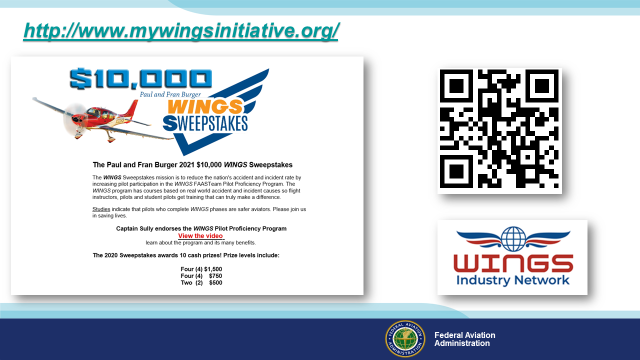 http://www.mywingsinitiative.org/
$10,000
Paul and Fran Burger
WINGS
SWEEPSTAKES
The Paul and Fran Burger 2021 $10,000 WINGS Sweepstakes
The WINGS Sweepstakes mission is to reduce the nation's accident and incident rate by
increasing pilot participation in the WINGS FAASTeam Pilot Proficiency Program. The
WINGS program has courses based on real world accident and incident causes so flight
instructors, pilots and student pilots get training that can truly make a difference.
Studies indicate that pilots who complete WINGS phases are safer aviators. Please join us
in saving lives.
Captain Sully endorses the WINGS Pilot Proficiency Program
View the video
learn about the program and its many benefits.
The 2020 Sweepstakes awards 10 cash prizes! Prize levels include:
Four (4) $1,500
Four (4) $750
Two (2) $500
WINGS
Industry Network
Federal Aviation
Administration